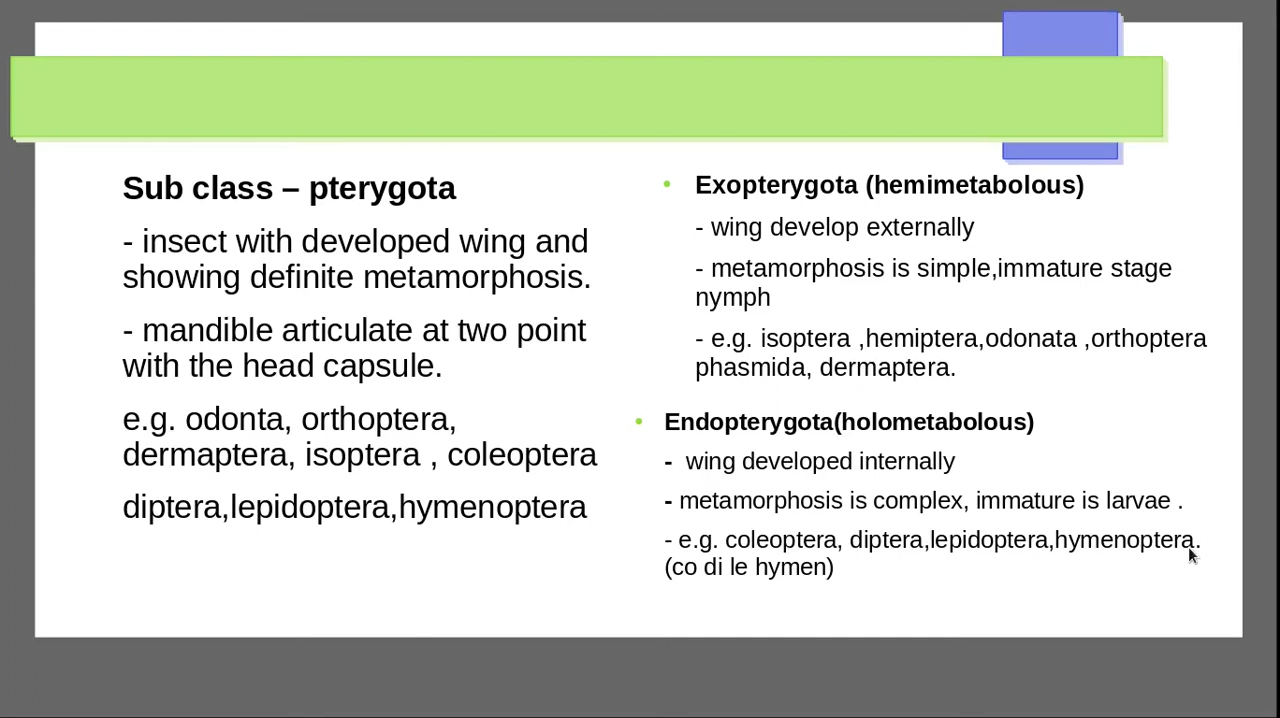 Sub class – pterygota
- insect with developed wing and
showing definite metamorphosis.
- mandible articulate at two point
with the head capsule.
e.g. odonta, orthoptera,
dermaptera, isoptera , coleoptera
diptera,lepidoptera,hymenoptera
• Exopterygota (hemimetabolous)
- wing develop externally
- metamorphosis is simple,immature stage
nymph
- e.g. isoptera ,hemiptera,odonata ,orthoptera
phasmida, dermaptera.
• Endopterygota(holometabolous)
- wing developed internally
- metamorphosis is complex, immature is larvae .
- e.g. coleoptera, diptera,lepidoptera,hymenoptera.
(co di le hymen)